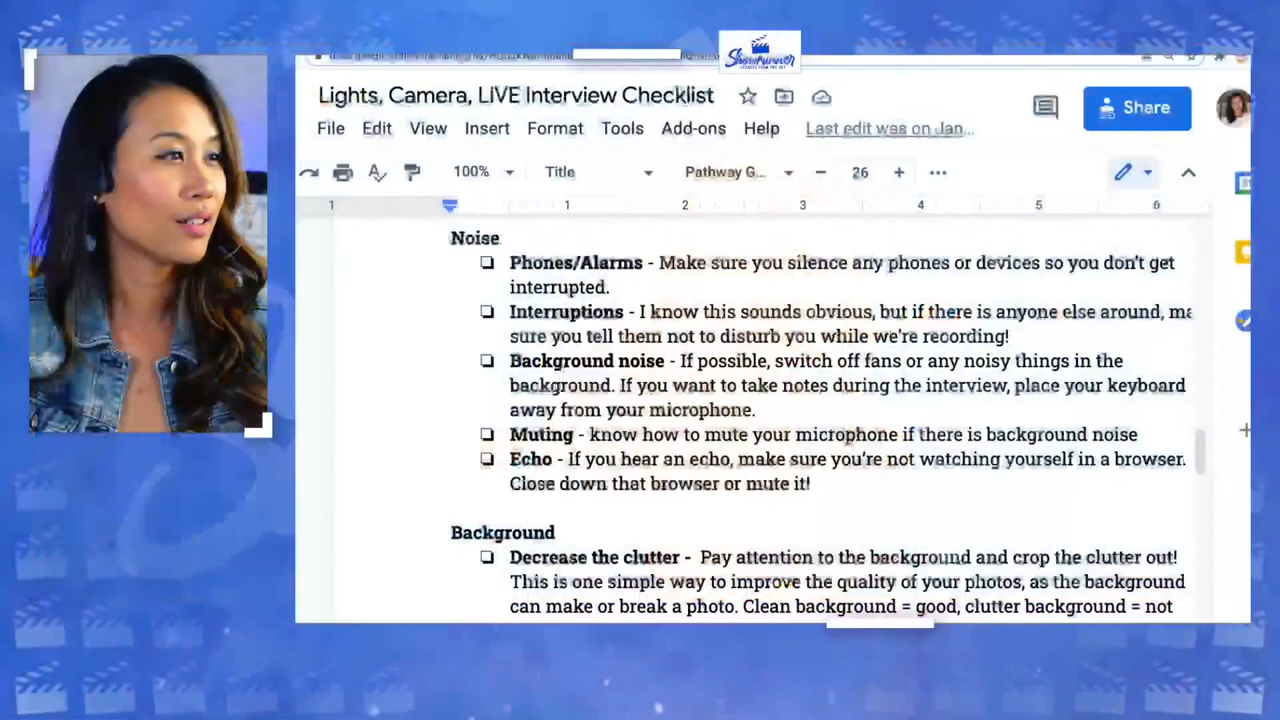 Lights, Camera, LIVE Interview Checklist
Share
File Edit View Insert Format Tools Add-ons Help Last edit was on Jan...
100% Title Pathway G... 26
1 1 2 3 4 5 6
Noise
Phones/Alarms - Make sure you silence any phones or devices so you don't get
interrupted.
Interruptions - I know this sounds obvious, but if there is anyone else around, ma
sure you tell them not to disturb you while we're recording!
Background noise - If possible, switch off fans or any noisy things in the
background. If you want to take notes during the interview, place your keyboard
away from your microphone.
Muting - know how to mute your microphone if there is background noise
Echo - If you hear an echo, make sure you're not watching yourself in a browser.
Close down that browser or mute it!
Background
Decrease the clutter - Pay attention to the background and crop the clutter out!
This is one simple way to improve the quality of your photos, as the background
can make or break a photo. Clean background = good, clutter background = not